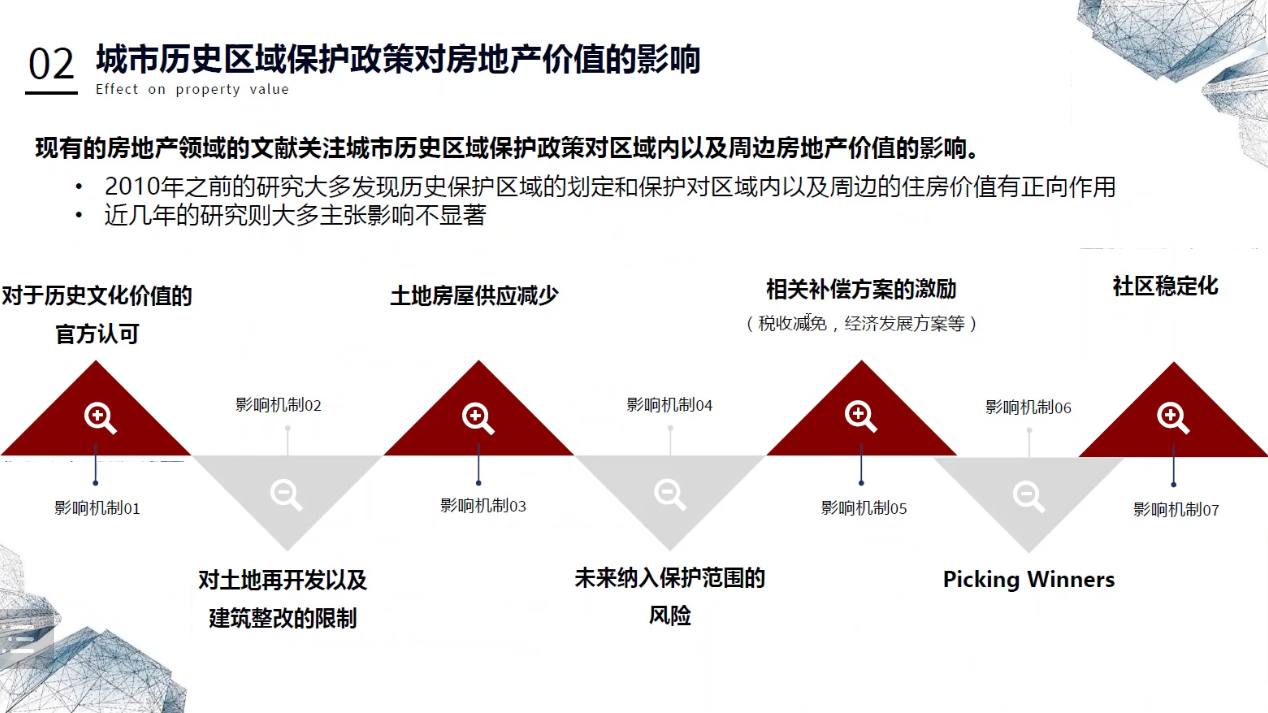 02
城市历史区域保护政策对房地产价值的影响
Effect on property value
现有的房地产领域的文献关注城市历史区域保护政策对区域内以及周边房地产价值的影响。
• 2010年之前的研究大多发现历史保护区域的划定和保护对区域内以及周边的住房价值有正向作用
• 近几年的研究则大多主张影响不显著
对于历史文化价值的
官方认可
土地房屋供应减少
相关补偿方案的激励
（税收减免，经济发展方案等）
社区稳定化
影响机制02
影响机制04
影响机制06
影响机制01
影响机制03
影响机制05
影响机制07
对土地再开发以及
建筑整改的限制
未来纳入保护范围的
风险
Picking Winners